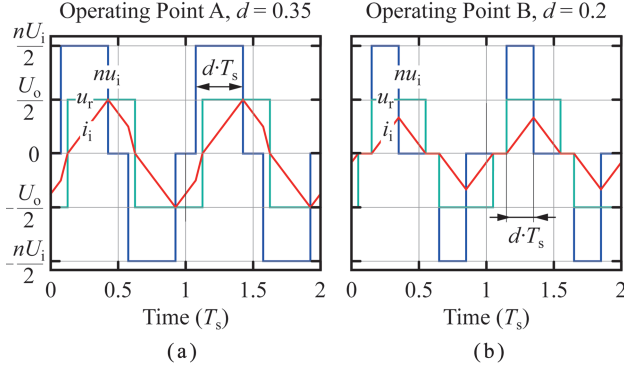 Operating Point A, d = 0.35
Operating Point B, d = 0.2
nUi
2
Uo
2
0
Uo
-2
nUi
-2
nui
ur
ii
d·Ts
0 0.5 1 1.5 2
Time (Ts)
(a)
nui
ur
ii
d·Ts
0 0.5 1 1.5 2
Time (Ts)
(b)